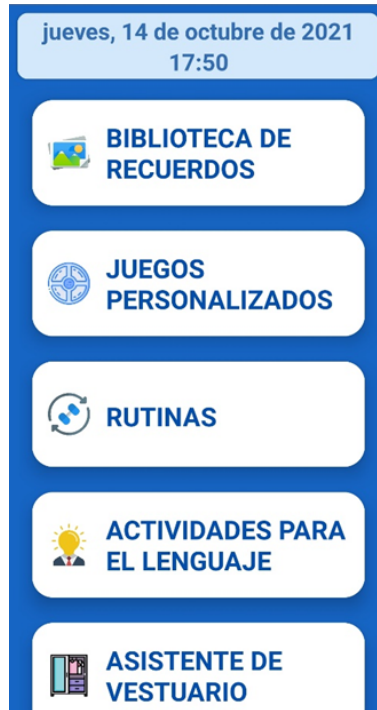 jueves, 14 de octubre de 2021
17:50
BIBLIOTECA DE
RECUERDOS
JUEGOS
PERSONALIZADOS
RUTINAS
ACTIVIDADES PARA
EL LENGUAJE
ASISTENTE DE
VESTUARIO